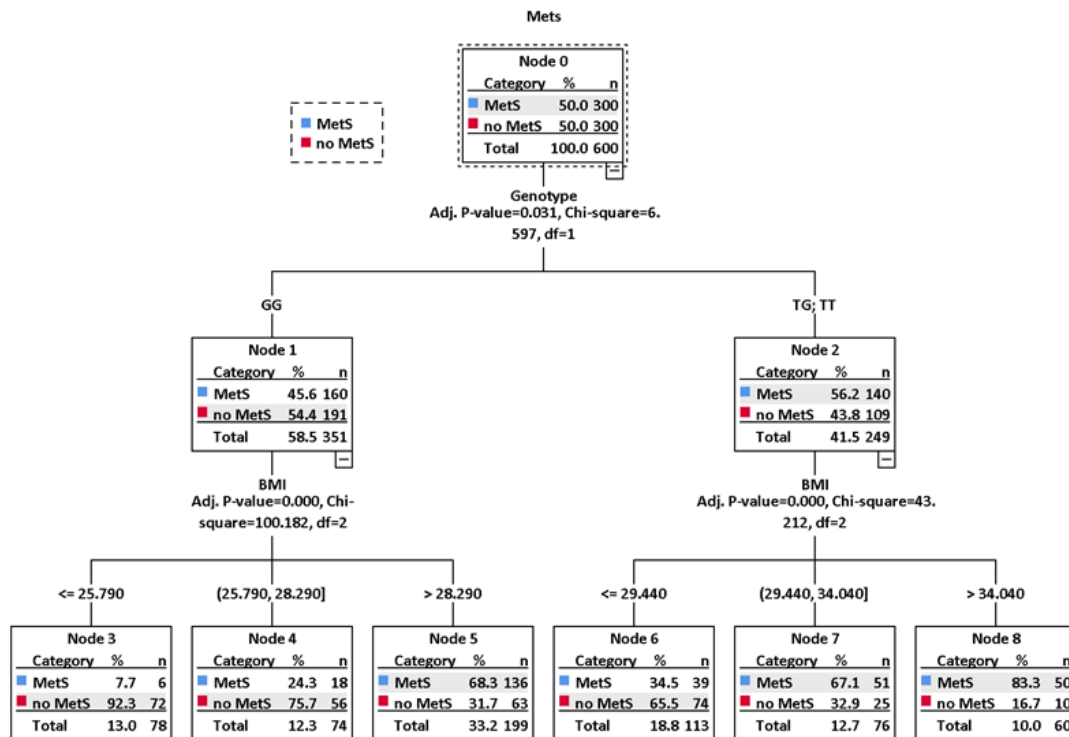 Mets
Node 0
Category % n
MetS 50.0 300
no MetS 50.0 300
Total 100.0 600
MetS
no MetS
Genotype
Adj. P-value=0.031, Chi-square=6.
597, df=1
GG
TG; TT
Node 1
Category % n
MetS 45.6 160
no MetS 54.4 191
Total 58.5 351
Node 2
Category % n
MetS 56.2 140
no MetS 43.8 109
Total 41.5 249
BMI
Adj. P-value=0.000, Chi-
square=100.182, df=2
BMI
Adj. P-value=0.000, Chi-square=43.
212, df=2
<= 25.790
(25.790, 28.290]
> 28.290
<= 29.440
(29.440, 34.040]
> 34.040
Node 3
Category % n
MetS 7.7 6
no MetS 92.3 72
Total 13.0 78
Node 4
Category % n
MetS 24.3 18
no MetS 75.7 56
Total 12.3 74
Node 5
Category % n
MetS 68.3 136
no MetS 31.7 63
Total 33.2 199
Node 6
Category % n
MetS 34.5 39
no MetS 65.5 74
Total 18.8 113
Node 7
Category % n
MetS 67.1 51
no MetS 32.9 25
Total 12.7 76
Node 8
Category % n
MetS 83.3 50
no MetS 16.7 10
Total 10.0 60